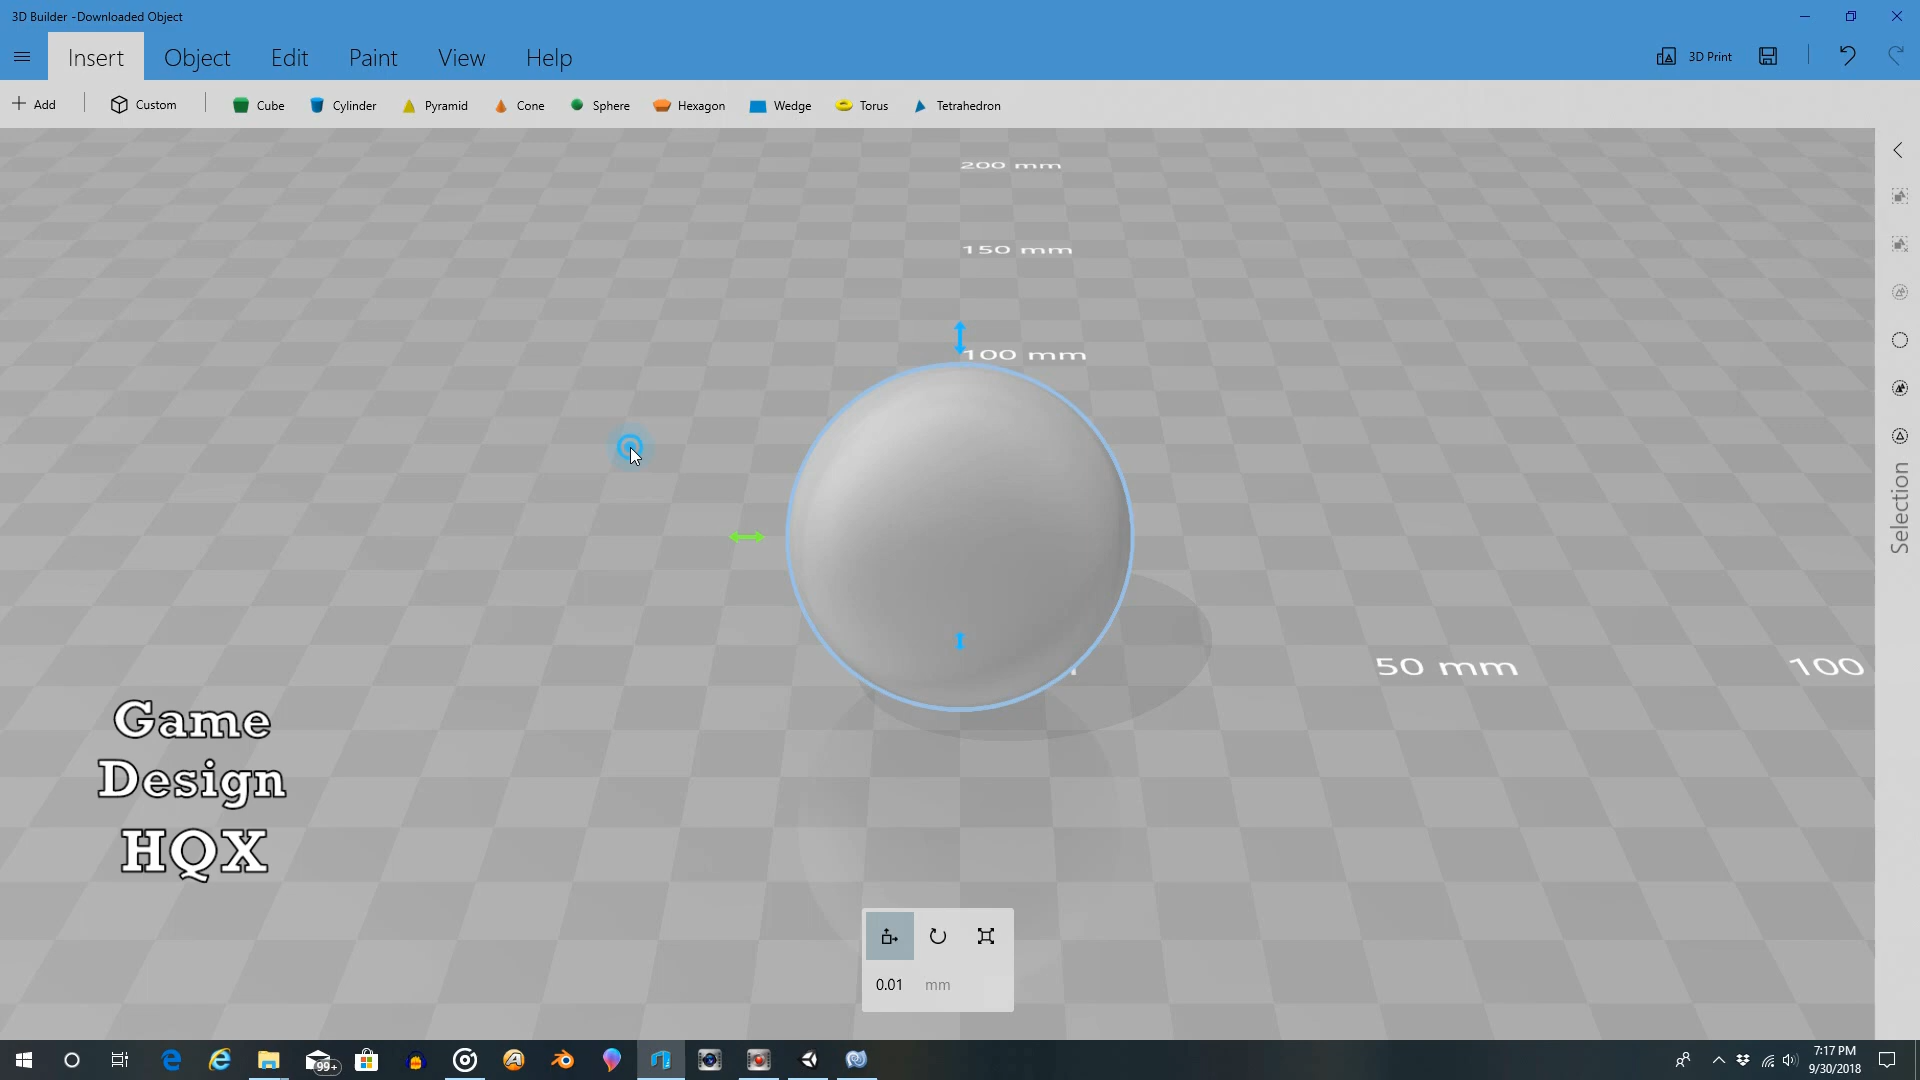 3D Builder -Downloaded Object
Insert Object Edit Paint View Help
3D Print
Add Custom Cube Cylinder Pyramid Cone Sphere Hexagon Wedge Torus Tetrahedron
200 mm
150 mm
100 mm
50 mm
100
Selection
Game
Design
HQX
0.01 mm
99+
7:17 PM
9/30/2018